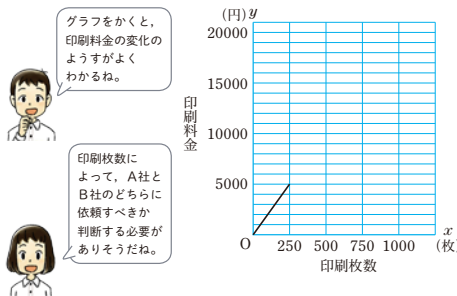 グラフをかくと，
印刷料金の変化の
ようすがよく
わかるね。
印刷枚数に
よって，A社と
B社のどちらに
依頼すべきか
判断する必要が
ありそうだね。
(円) y
20000
15000
10000
5000
印刷料金
O 250 500 750 1000 x
(枚)
印刷枚数